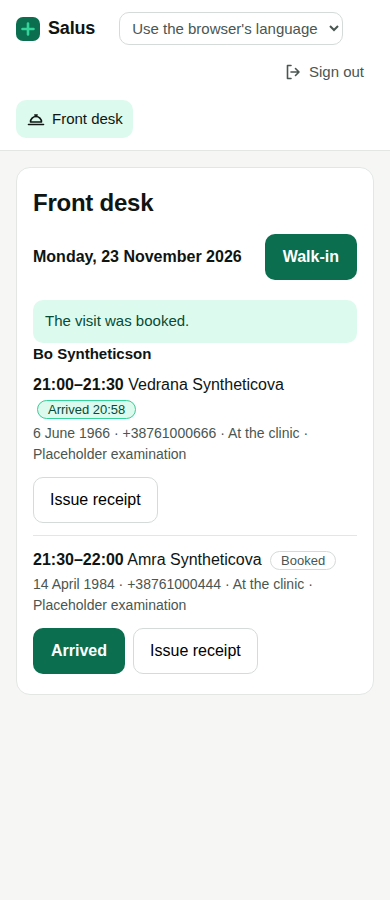 Salus
Use the browser's language
Sign out
Front desk
Front desk
Monday, 23 November 2026
Walk-in
The visit was booked.
Bo Syntheticson
21:00–21:30 Vedrana Syntheticova
Arrived 20:58
6 June 1966 · +38761000666 · At the clinic ·
Placeholder examination
Issue receipt
21:30–22:00 Amra Syntheticova Booked
14 April 1984 · +38761000444 · At the clinic ·
Placeholder examination
Arrived
Issue receipt